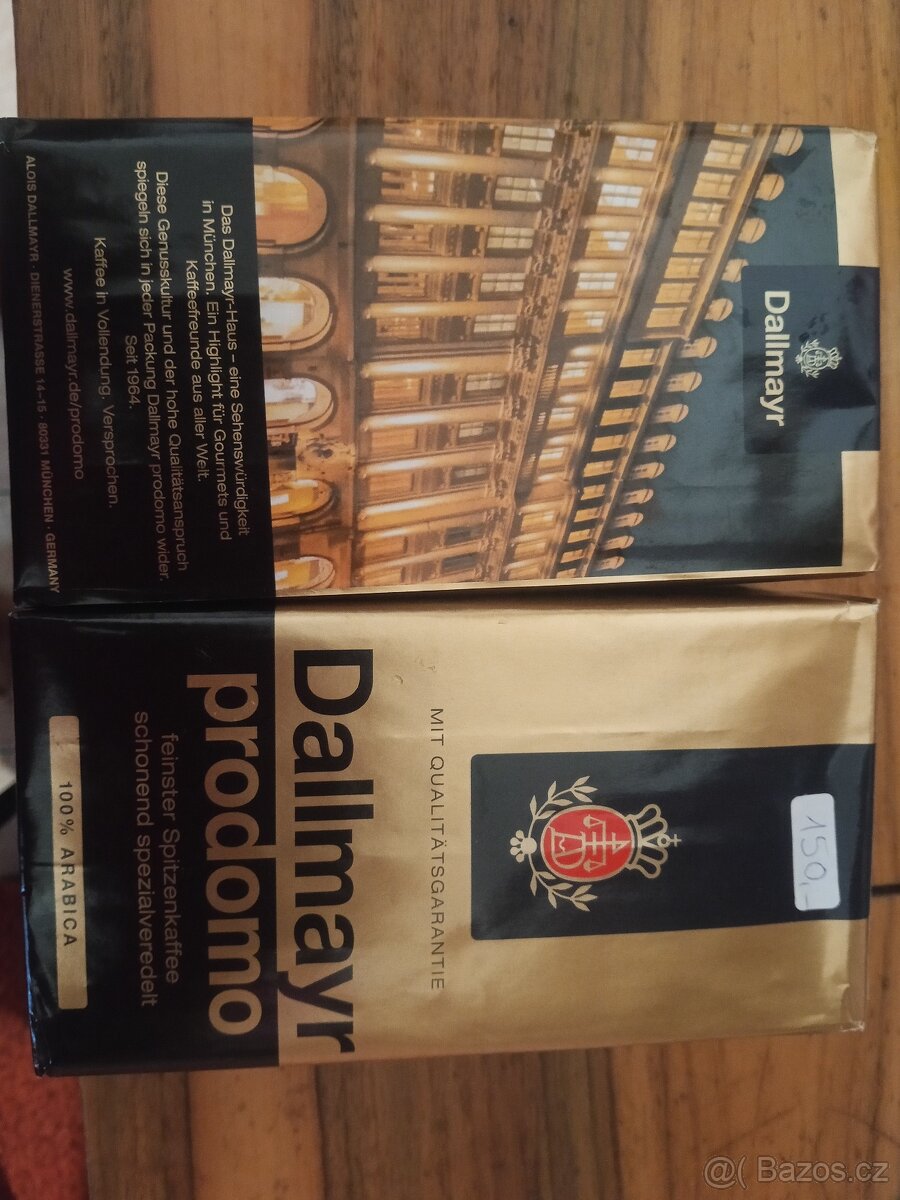 Dallmayr
Das Dallmayr-Haus – eine Sehenswürdigkeit
in München. Ein Highlight für Gourmets und
Kaffeefreunde aus aller Welt.
Diese Genusskultur und der hohe Qualitätsanspruch
spiegeln sich in jeder Packung Dallmayr prodomo wider.
Seit 1964.
Kaffee in Vollendung. Versprochen.
www.dallmayr.de/prodomo
ALOIS DALLMAYR · DIENERSTRASSE 14–15 · 80331 MÜNCHEN · GERMANY
150,-
MIT QUALITÄTSGARANTIE
Dallmayr
prodomo
feinster Spitzenkaffee
schonend spezialveredelt
100% ARABICA
@( Bazos.cz